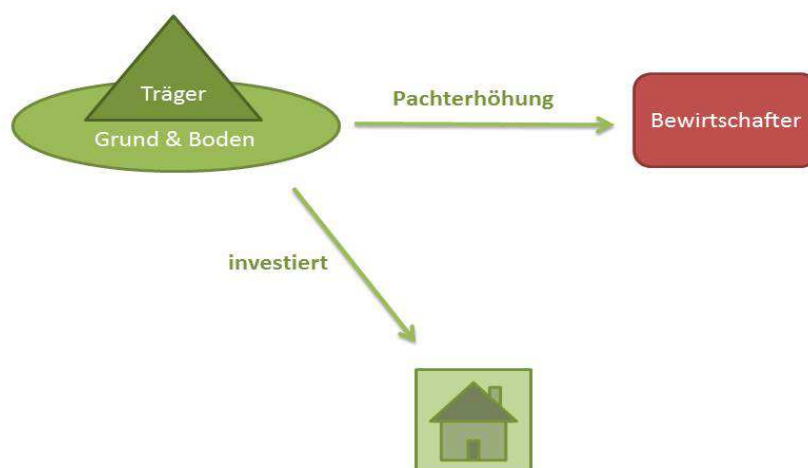 Träger
Grund & Boden
Pachterhöhung
Bewirtschafter
investiert